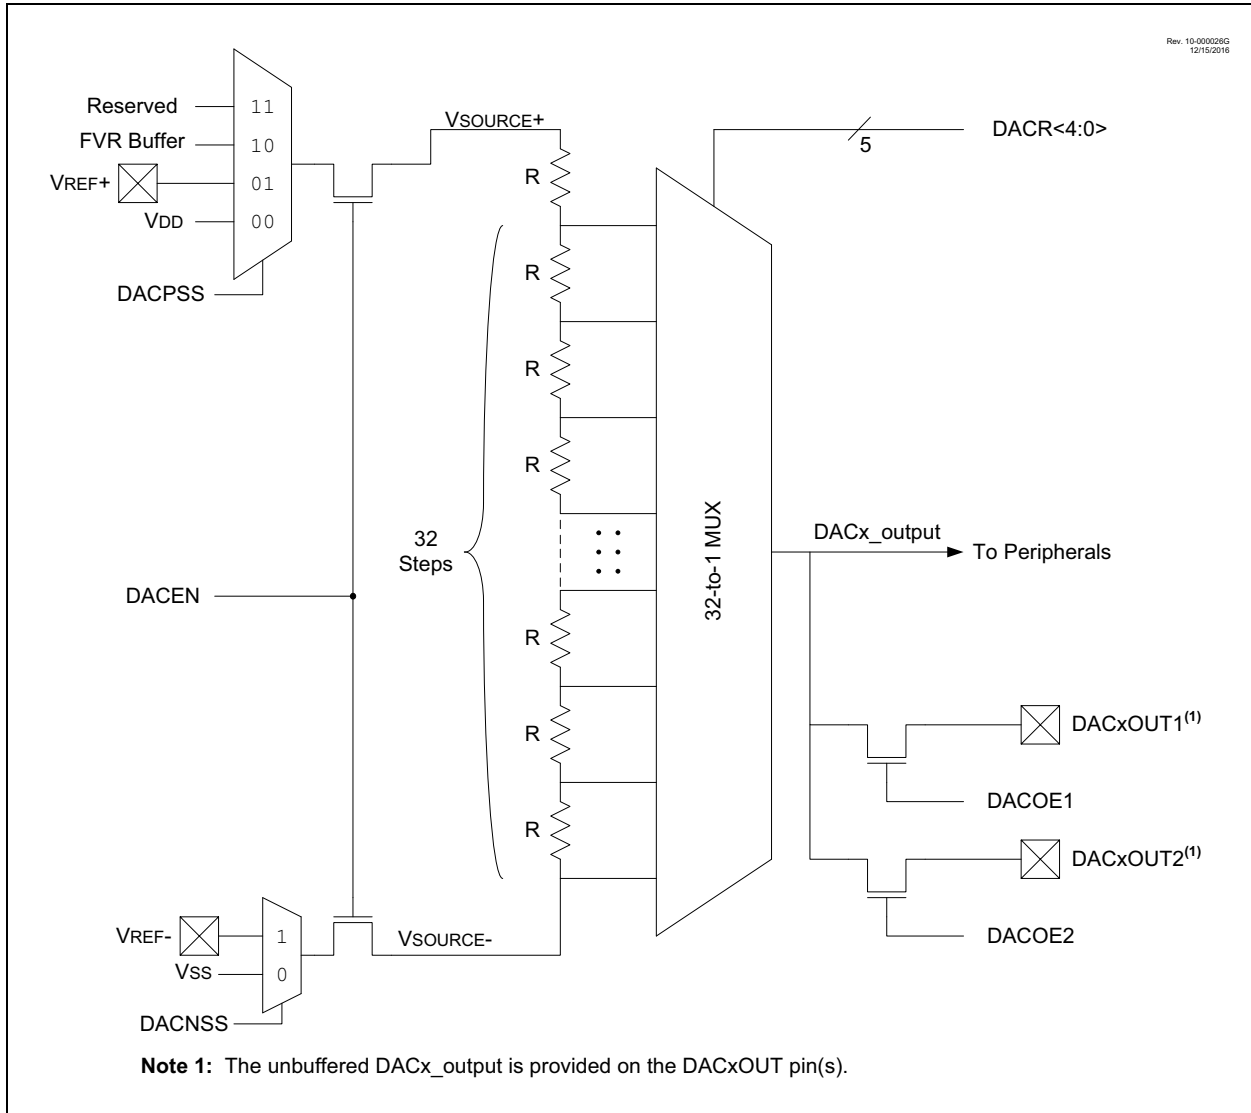 Rev. 10-000026G
12/15/2016
Reserved
11
FVR Buffer
10
VREF+
01
VDD
00
DACPSS
VSOURCE+
R
R
R
R
32
Steps
R
R
R
DACR<4:0>
5
32-to-1 MUX
DACx_output
To Peripherals
DACEN
DACxOUT1(1)
DACOE1
DACxOUT2(1)
DACOE2
VREF-
1
VSS
0
VSOURCE-
DACNSS
Note 1: The unbuffered DACx_output is provided on the DACxOUT pin(s).